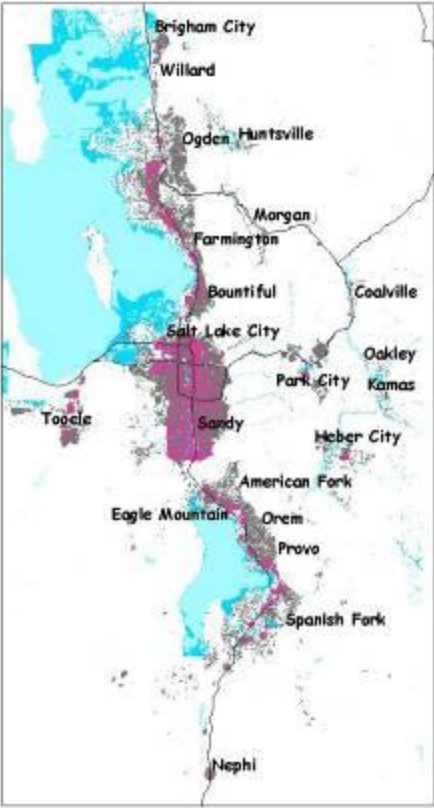 Brigham City
Willard
Ogden
Huntsville
Morgan
Farmington
Bountiful
Coalville
Salt Lake City
Oakley
Park City
Kamas
Tooele
Sandy
Heber City
American Fork
Eagle Mountain
Orem
Provo
Spanish Fork
Nephi